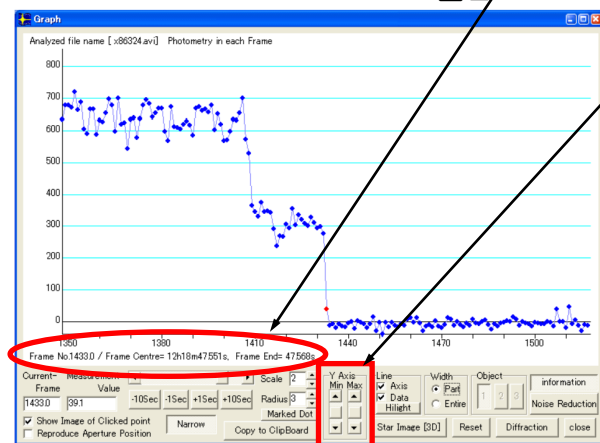 Graph
Analyzed file name [ x86324.avi] Photometry in each Frame
800
700
600
500
400
300
200
100
0
1350 1380 1410 1440 1470 1500
Frame No.1433.0 / Frame Centre= 12h18m47.551s, Frame End= 47.568s
Current- Measurement Scale 2 Y Axis Line Width Object
Frame Value Min Max Axis Part 1 2 3 information
1433.0 39.1 -10Sec -1Sec +1Sec +10Sec Radius 3 Data Entire Noise Reduction
Marked Dot Hilight
Show Image of Clicked point Narrow Copy to ClipBoard Star Image [3D] Reset Diffraction close
Reproduce Aperture Position